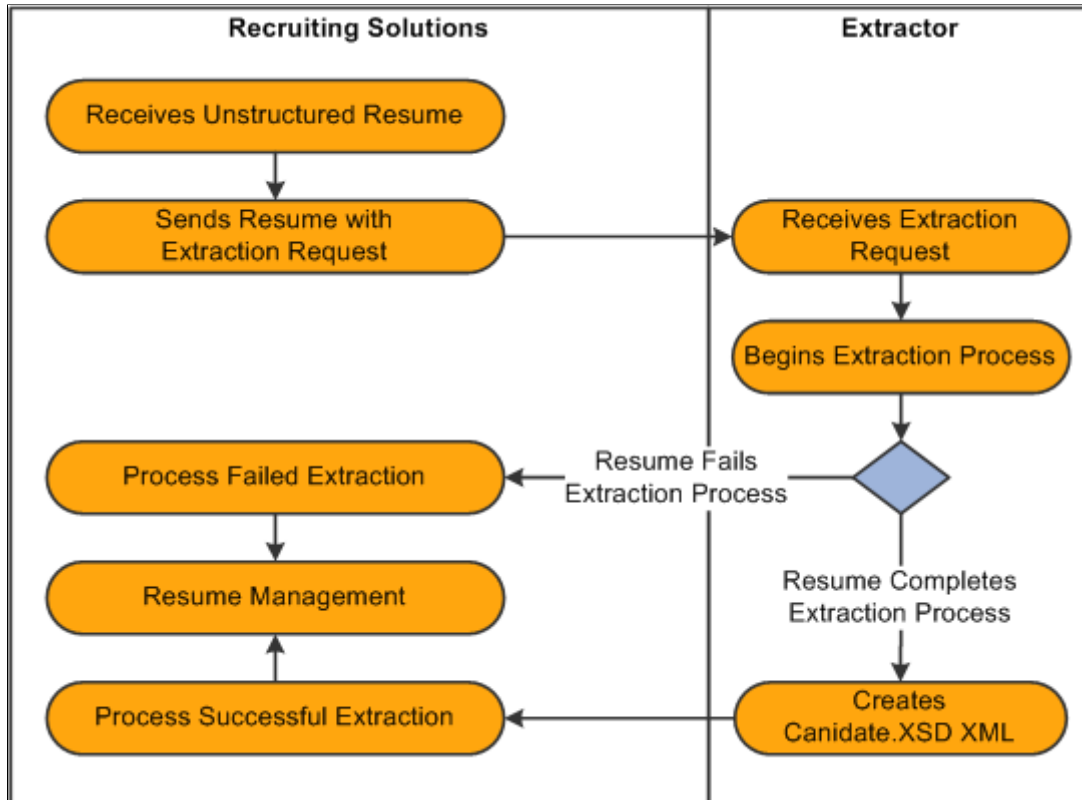 Recruiting Solutions
Extractor
Receives Unstructured Resume
Sends Resume with
Extraction Request
Receives Extraction
Request
Begins Extraction Process
Resume Fails
Extraction Process
Process Failed Extraction
Resume Management
Resume Completes
Extraction Process
Creates
Canidate.XSD XML
Process Successful Extraction